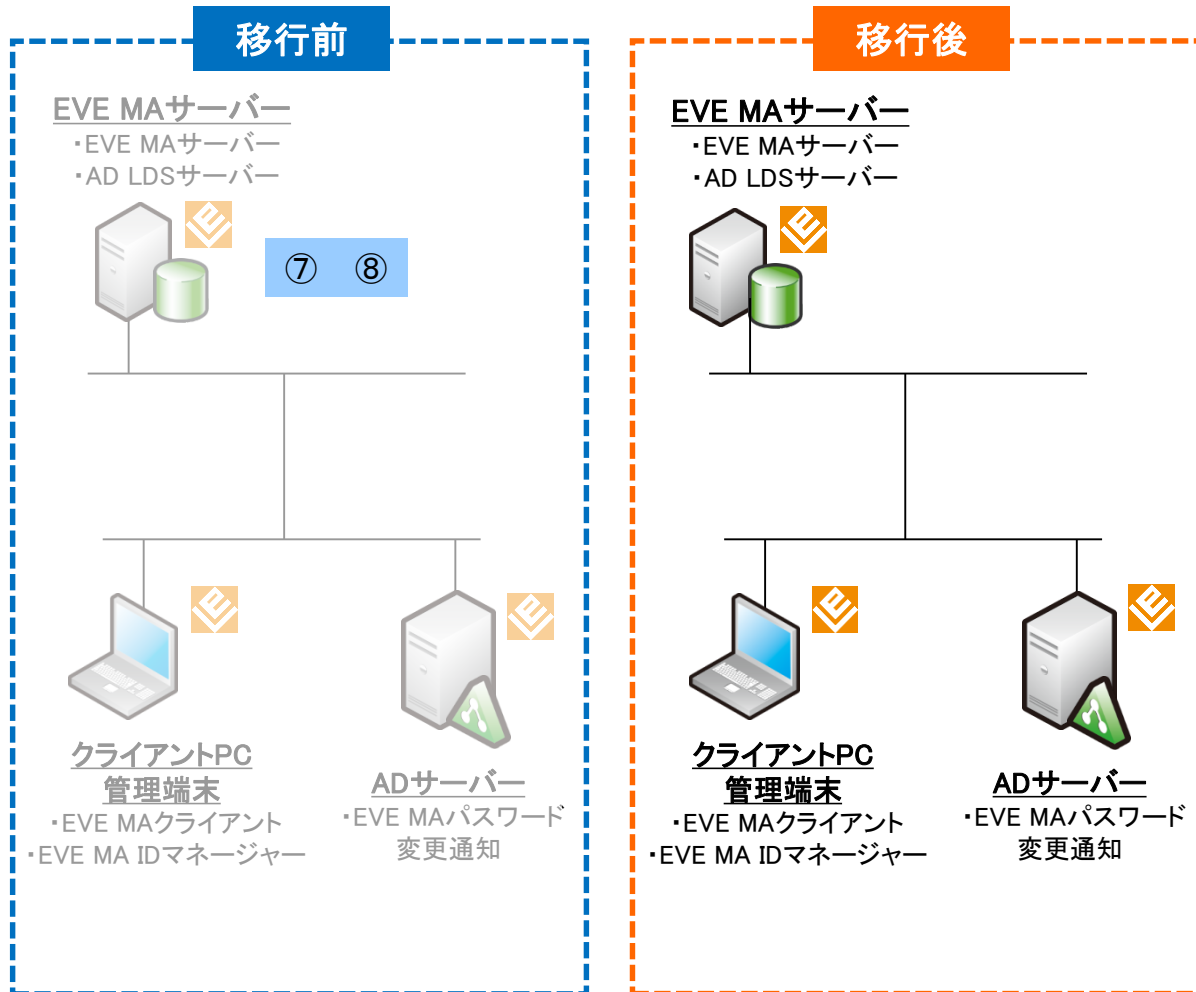 移行前
EVE MAサーバー
・EVE MAサーバー
・AD LDSサーバー
⑦ ⑧
クライアントPC
管理端末
・EVE MAクライアント
・EVE MA IDマネージャー
ADサーバー
・EVE MAパスワード
変更通知
移行後
EVE MAサーバー
・EVE MAサーバー
・AD LDSサーバー
クライアントPC
管理端末
・EVE MAクライアント
・EVE MA IDマネージャー
ADサーバー
・EVE MAパスワード
変更通知